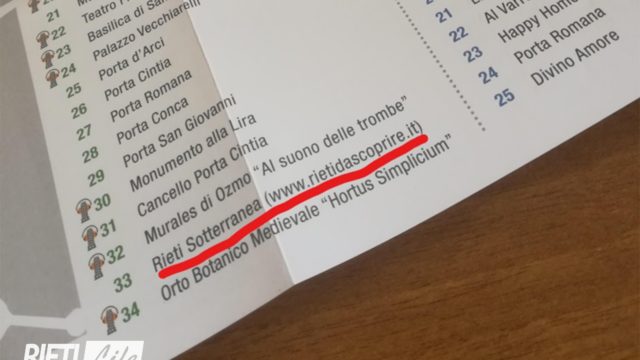 21
22 Teatro
23 Basilica di
24 Palazzo Vecchiarelli
25 Porta d'Arci
26 Porta Cintia
27 Porta Romana
28 Porta Conca
29 Porta San Giovanni
30 Monumento alla Lira
31 Cancello Porta Cintia
32 Murales di Ozmo “Al suono delle trombe”
33 Rieti Sotterranea (www.rietidascoprire.it)
34 Orto Botanico Medievale “Hortus Simplicium”
21
22 Al
23 Happy Home
24 Porta Romana
25 Divino Amore
RIETI Life